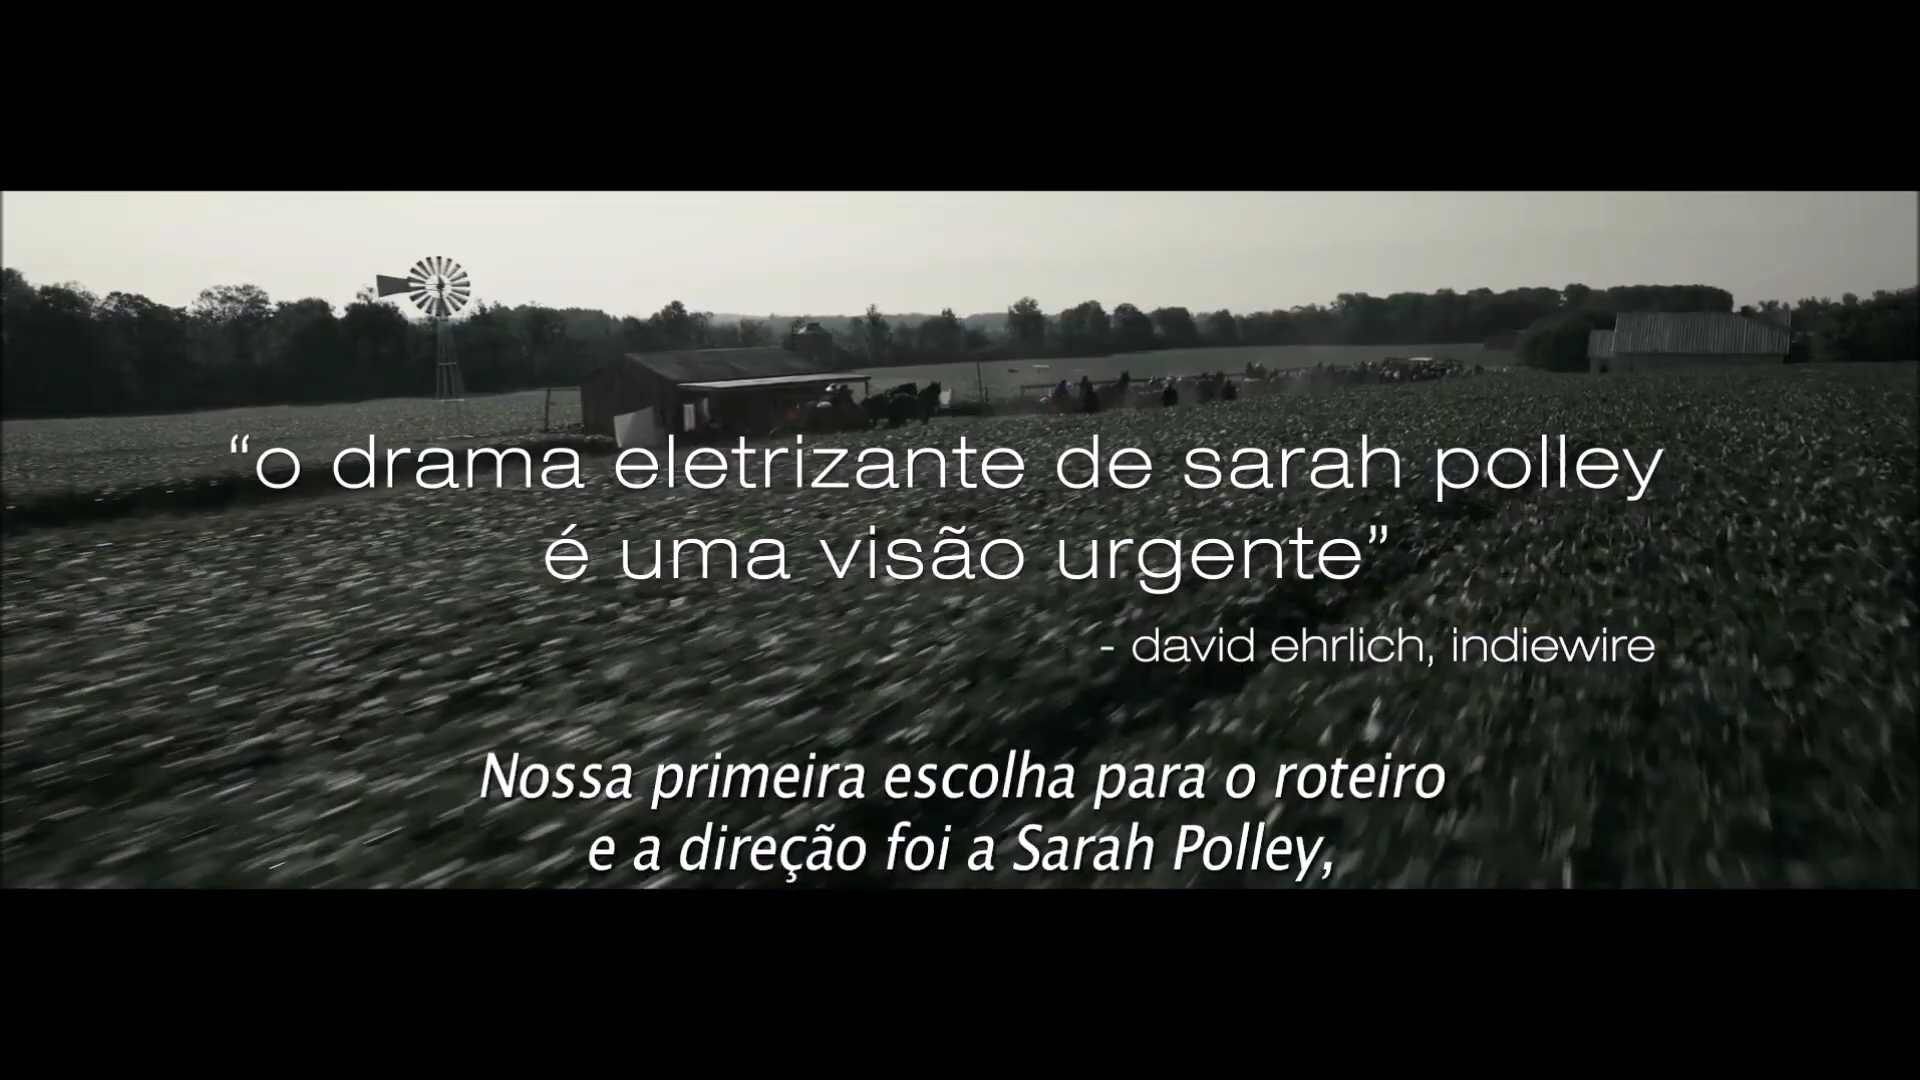 “o drama eletrizante de sarah polley
é uma visão urgente”
- david ehrlich, indiewire
Nossa primeira escolha para o roteiro
e a direção foi a Sarah Polley,